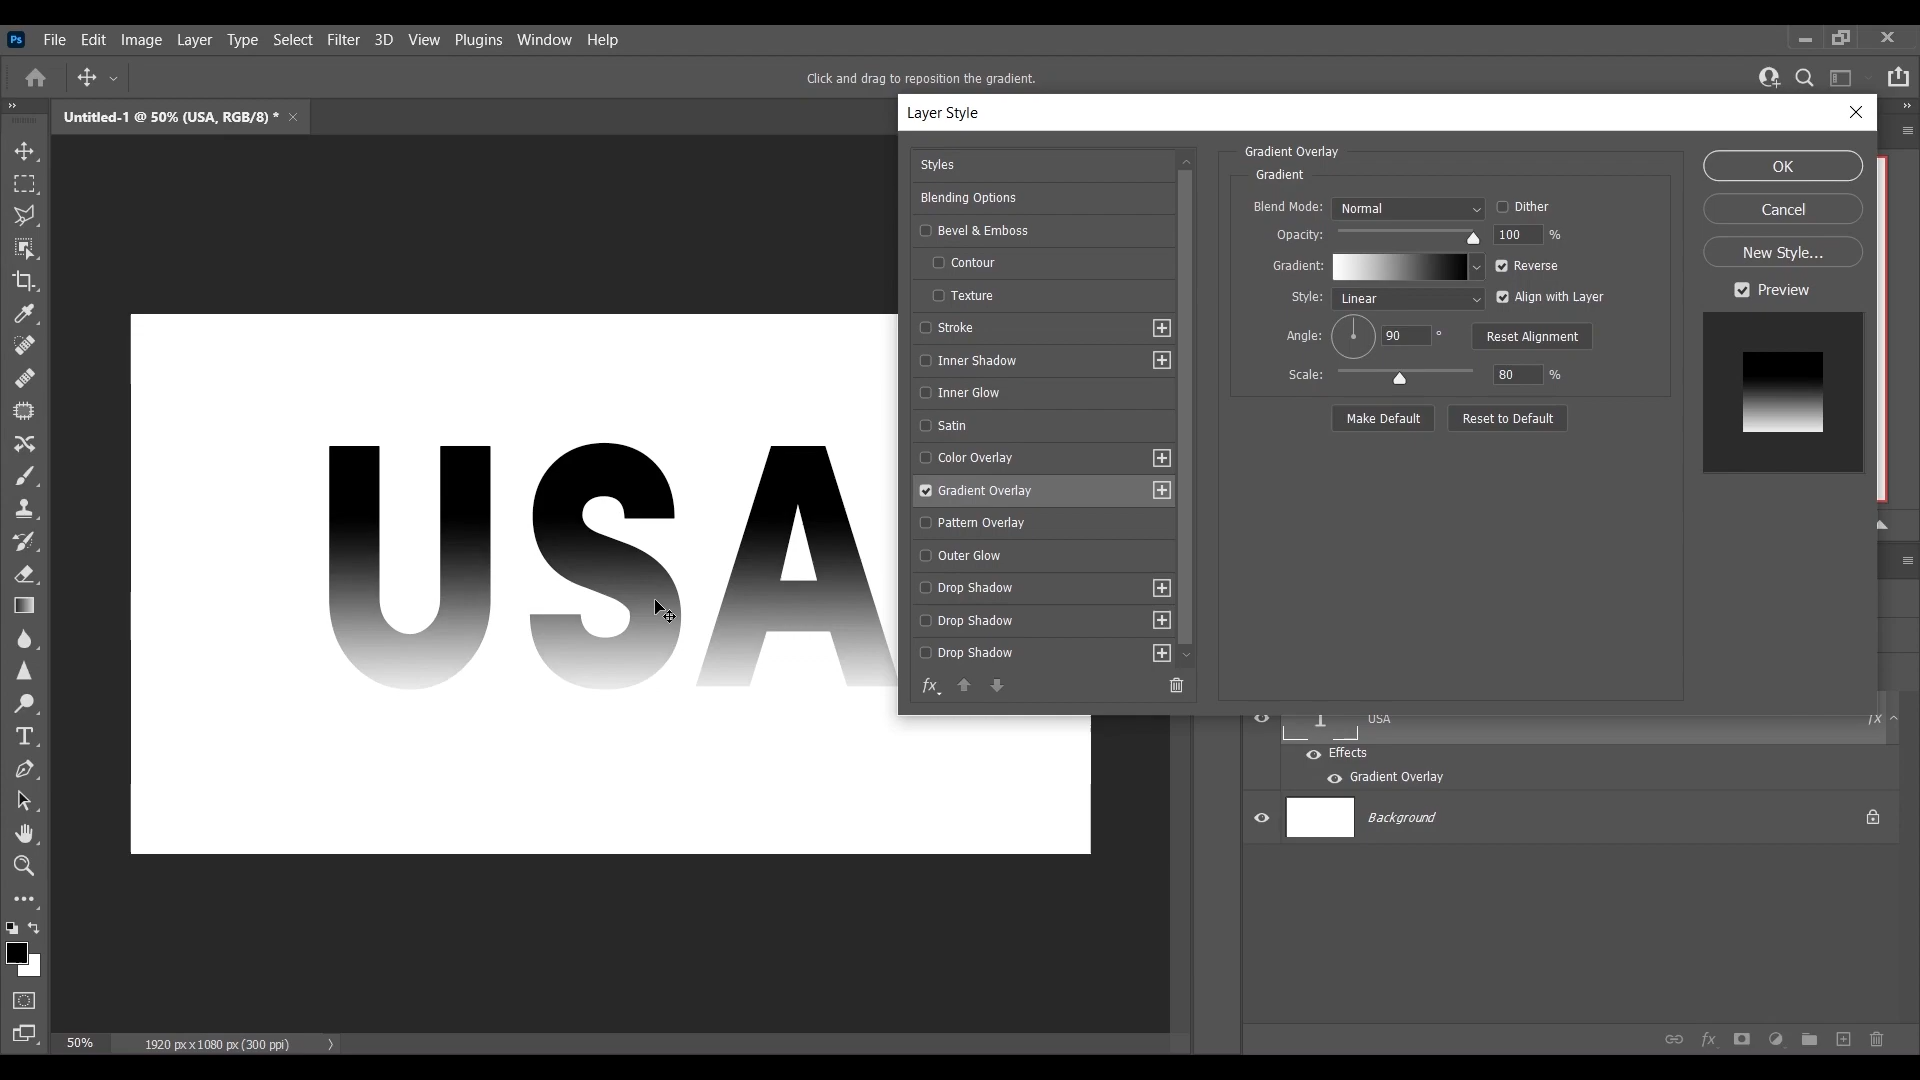 Ps File Edit Image Layer Type Select Filter 3D View Plugins Window Help
Click and drag to reposition the gradient.
Untitled-1 @ 50% (USA, RGB/8) *
Layer Style
Styles
Blending Options
Bevel & Emboss
Contour
Texture
Stroke
Inner Shadow
Inner Glow
Satin
Color Overlay
Gradient Overlay
Pattern Overlay
Outer Glow
Drop Shadow
Drop Shadow
Drop Shadow
fx
Gradient Overlay
Gradient
Blend Mode: Normal Dither
Opacity: 100 %
Gradient: Reverse
Style: Linear Align with Layer
Angle: 90 ° Reset Alignment
Scale: 80 %
Make Default Reset to Default
OK
Cancel
New Style...
Preview
USA
T USA fx
Effects
Gradient Overlay
Background
50% 1920 px x 1080 px (300 ppi)
fx